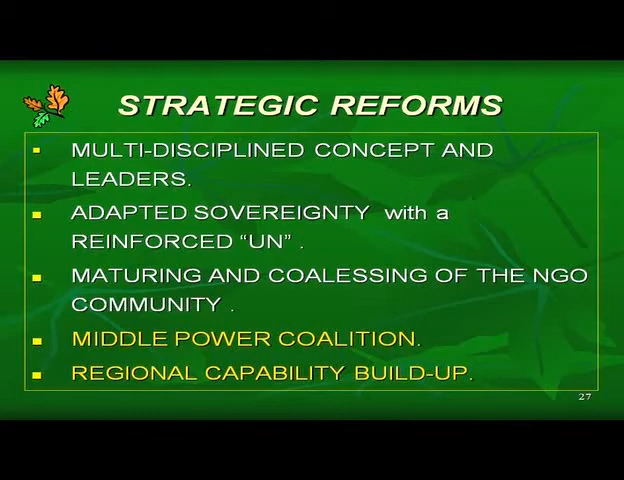 STRATEGIC REFORMS
▪ MULTI-DISCIPLINED CONCEPT AND
LEADERS.
▪ ADAPTED SOVEREIGNTY with a
REINFORCED “UN” .
▪ MATURING AND COALESSING OF THE NGO
COMMUNITY .
▪ MIDDLE POWER COALITION.
▪ REGIONAL CAPABILITY BUILD-UP.
27